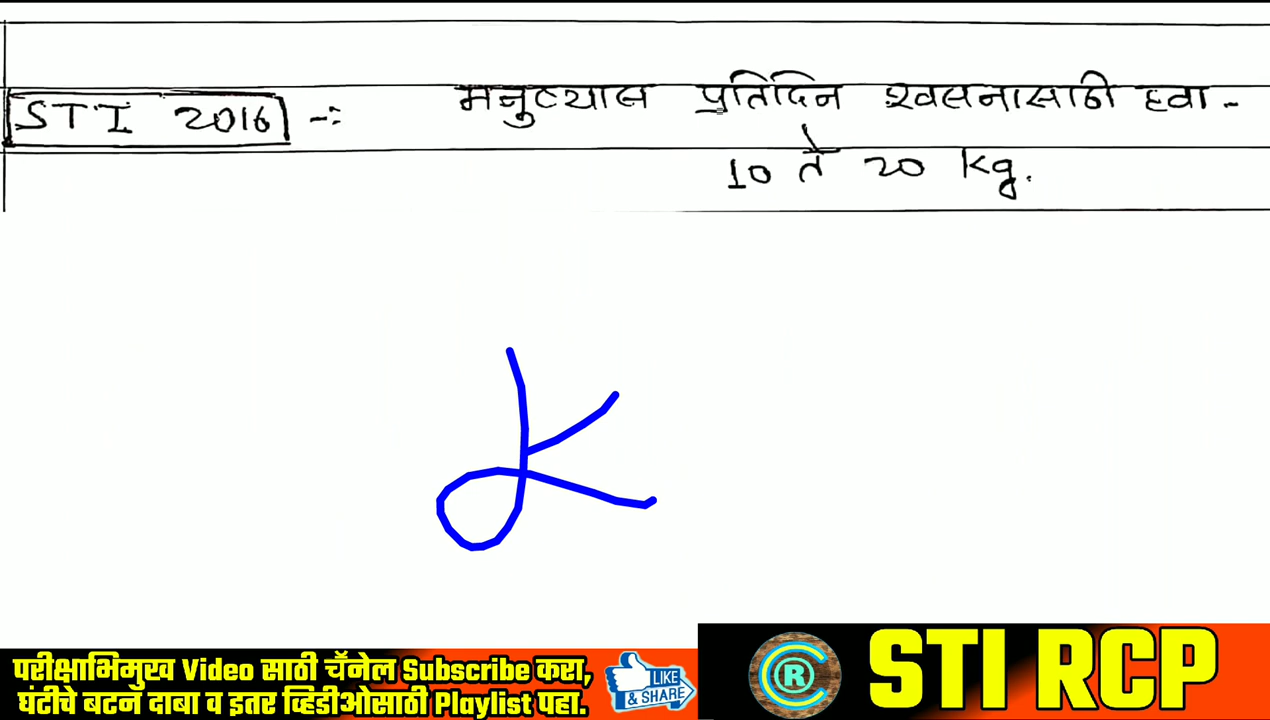 STI 2016 -: मनुष्यास प्रतिदिन श्वसनासाठी हवा -
10 ते 20 kg.
परीक्षाभिमुख Video साठी चॅनेल Subscribe करा,
घंटीचे बटन दाबा व इतर व्हिडीओसाठी Playlist पहा.
LIKE
& SHARE
R
STI RCP